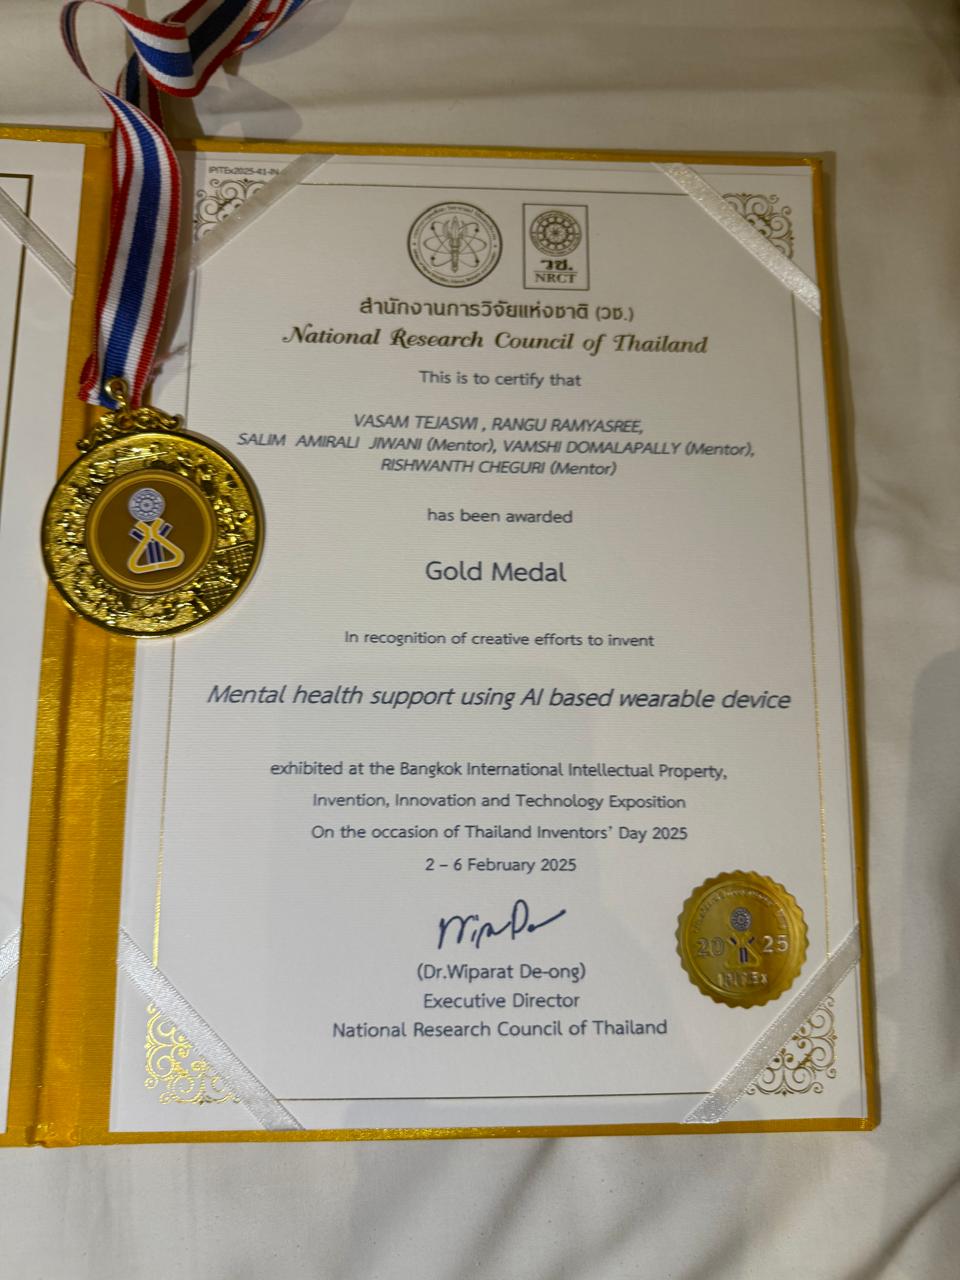 IPITEx2025-41-IN
วช.
NRCT
สำนักงานการวิจัยแห่งชาติ (วช.)
National Research Council of Thailand
This is to certify that
VASAM TEJASWI , RANGU RAMYASREE,
SALIM AMIRALI JIWANI (Mentor), VAMSHI DOMALAPALLY (Mentor),
RISHWANTH CHEGURI (Mentor)
has been awarded
Gold Medal
In recognition of creative efforts to invent
Mental health support using AI based wearable device
exhibited at the Bangkok International Intellectual Property,
Invention, Innovation and Technology Exposition
On the occasion of Thailand Inventors' Day 2025
2 – 6 February 2025
(Dr.Wiparat De-ong)
Executive Director
National Research Council of Thailand
2025
IPITEx